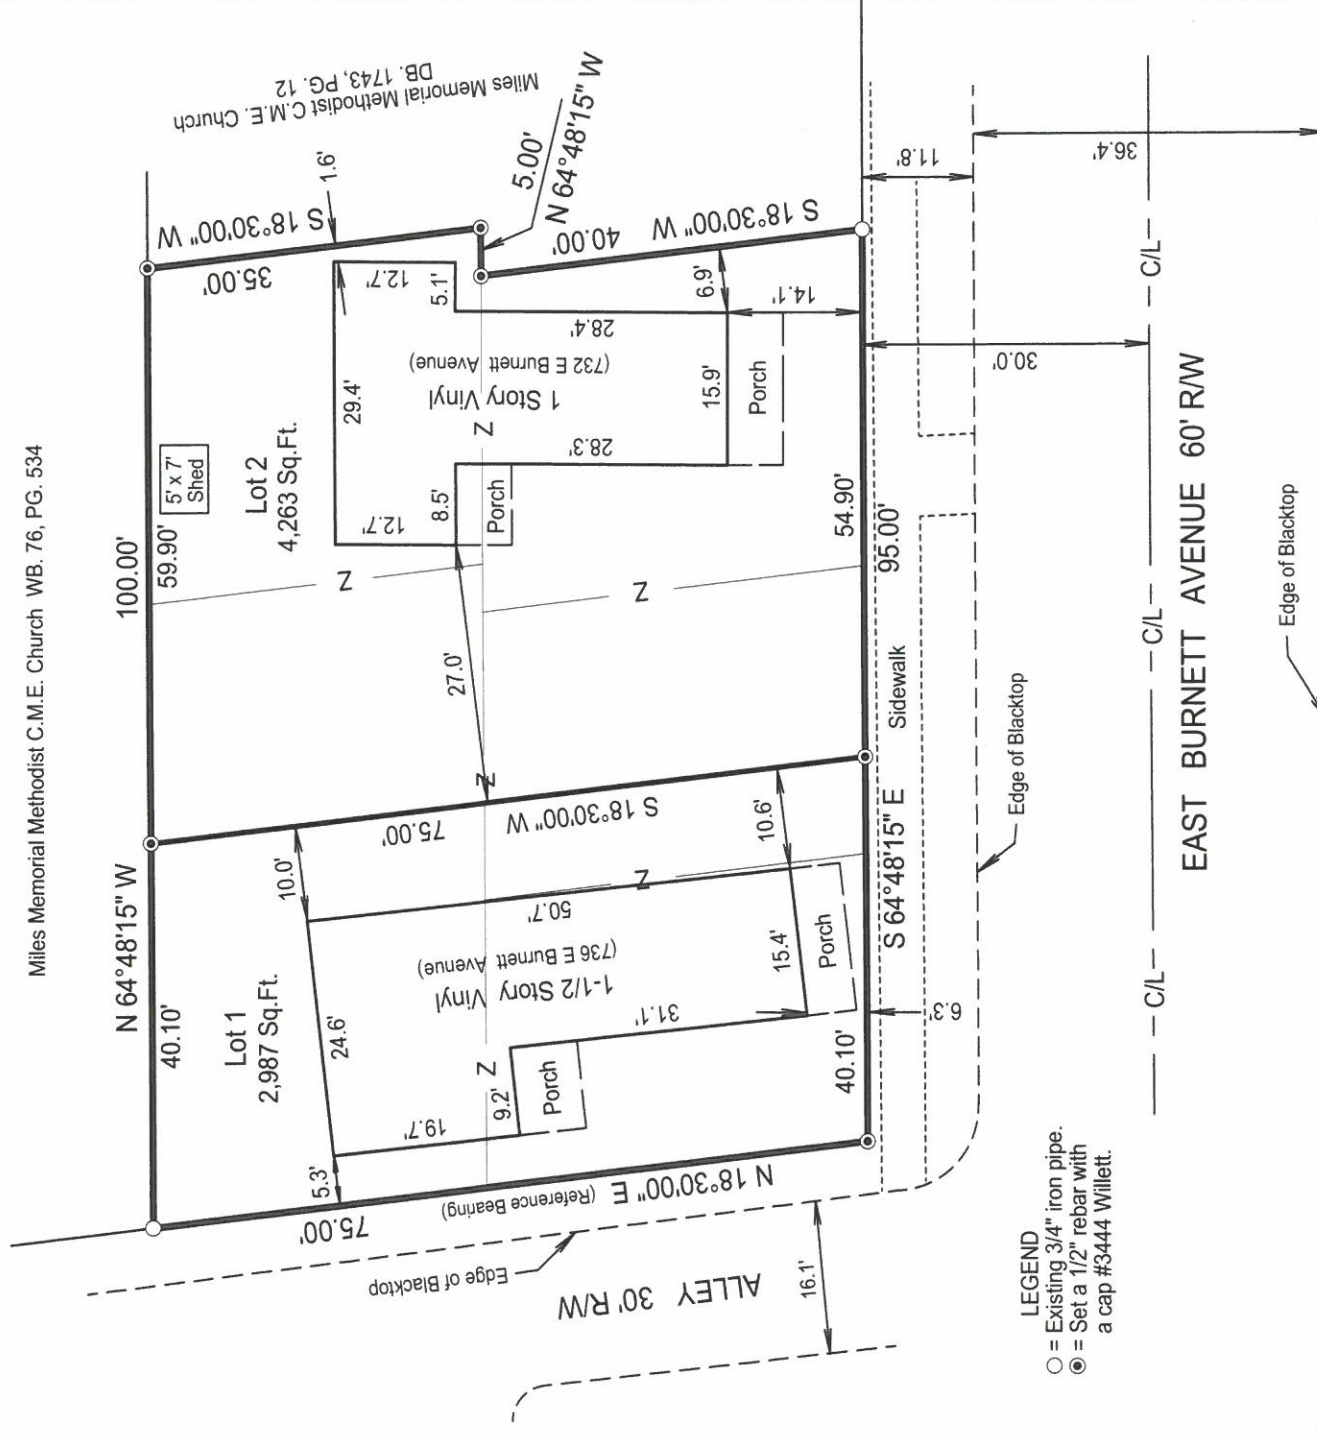 Miles Memorial Methodist C.M.E. Church WB. 76, PG. 534
N 64°48'15" W
100.00'
40.10'
59.90'
Miles Memorial Methodist C.M.E. Church
DB. 1743, PG. 12
S 18°30'00" W
35.00'
1.6'
5.00'
N 64°48'15" W
40.00'
S 18°30'00" W
5' x 7'
Shed
Lot 2
4,263 Sq.Ft.
29.4'
12.7'
12.7'
5.1'
8.5'
Porch
28.4'
28.3'
1 Story Vinyl
(732 E Burnett Avenue)
15.9'
Porch
6.9'
14.1'
27.0'
Z
Z
Z
Z
54.90'
95.00'
S 64°48'15" E
40.10'
Lot 1
2,987 Sq.Ft.
24.6'
10.0'
5.3'
19.7'
9.2'
Porch
Z
Z
31.1'
50.7'
1-1/2 Story Vinyl
(736 E Burnett Avenue)
15.4'
Porch
10.6'
75.00'
S 18°30'00" W
75.00'
N 18°30'00" E
(Reference Bearing)
Edge of Blacktop
ALLEY 30' R/W
16.1'
6.3'
Sidewalk
Edge of Blacktop
11.8'
36.4'
30.0'
C/L
C/L
C/L
EAST BURNETT AVENUE 60' R/W
Edge of Blacktop
LEGEND
= Existing 3/4" iron pipe.
= Set a 1/2" rebar with
a cap #3444 Willett.